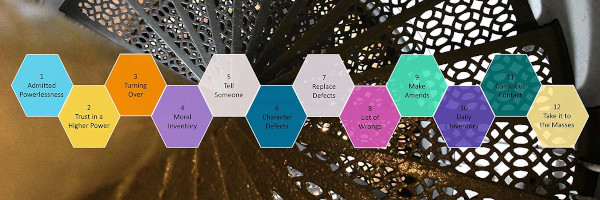 1
Admitted
Powerlessness
2
Trust in a
Higher Power
3
Turning
Over
4
Moral
Inventory
5
Tell
Someone
6
Character
Defects
7
Replace
Defects
8
List of
Wrongs
9
Make
Amends
10
Daily
Inventory
11
Conscious
Contact
12
Take it to
the Masses